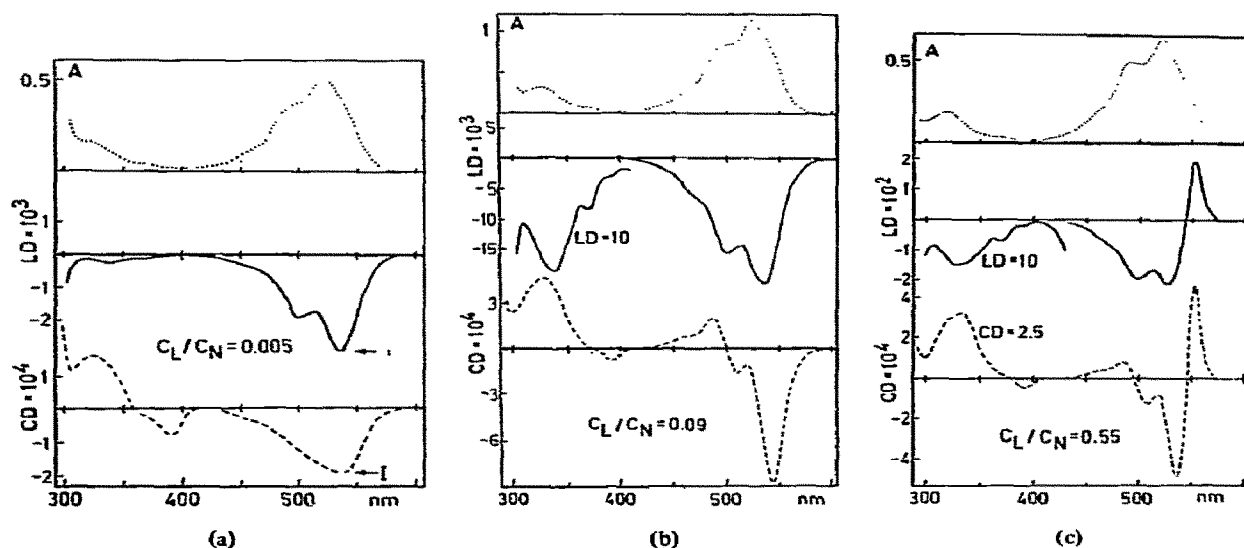 A
0.5
LD × 10³
1
-1
-2
CD × 10⁴
1
-1
-2
C_L / C_N = 0.005
I
300
400
500
nm
(a)
A
1
LD × 10³
5
-5
-10
-15
LD × 10
CD × 10⁴
3
-3
-6
C_L / C_N = 0.09
300
400
500
nm
(b)
A
0.5
LD × 10²
2
1
-1
-2
LD × 10
CD × 10⁴
4
2
-2
-4
CD × 2.5
C_L / C_N = 0.55
300
400
500
nm
(c)